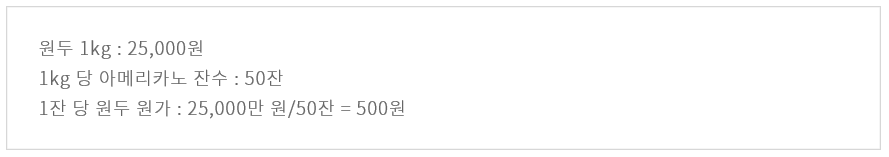 원두 1kg : 25,000원
1kg 당 아메리카노 잔수 : 50잔
1잔 당 원두 원가 : 25,000만 원/50잔 = 500원